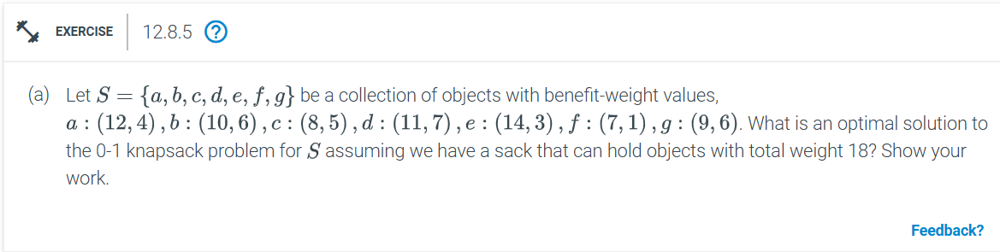 EXERCISE 12.8.5 ?
(a) Let S = {a, b, c, d, e, f, g} be a collection of objects with benefit-weight values,
a : (12, 4) , b : (10, 6) , c : (8, 5) , d : (11, 7) , e : (14, 3) , f : (7, 1) , g : (9, 6). What is an optimal solution to
the 0-1 knapsack problem for S assuming we have a sack that can hold objects with total weight 18? Show your
work.
Feedback?